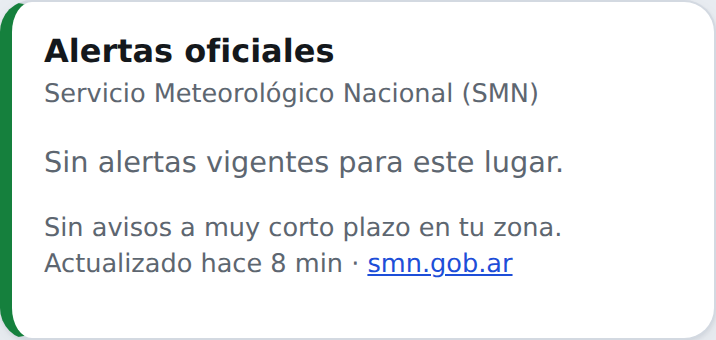 Alertas oficiales
Servicio Meteorológico Nacional (SMN)
Sin alertas vigentes para este lugar.
Sin avisos a muy corto plazo en tu zona.
Actualizado hace 8 min · smn.gob.ar